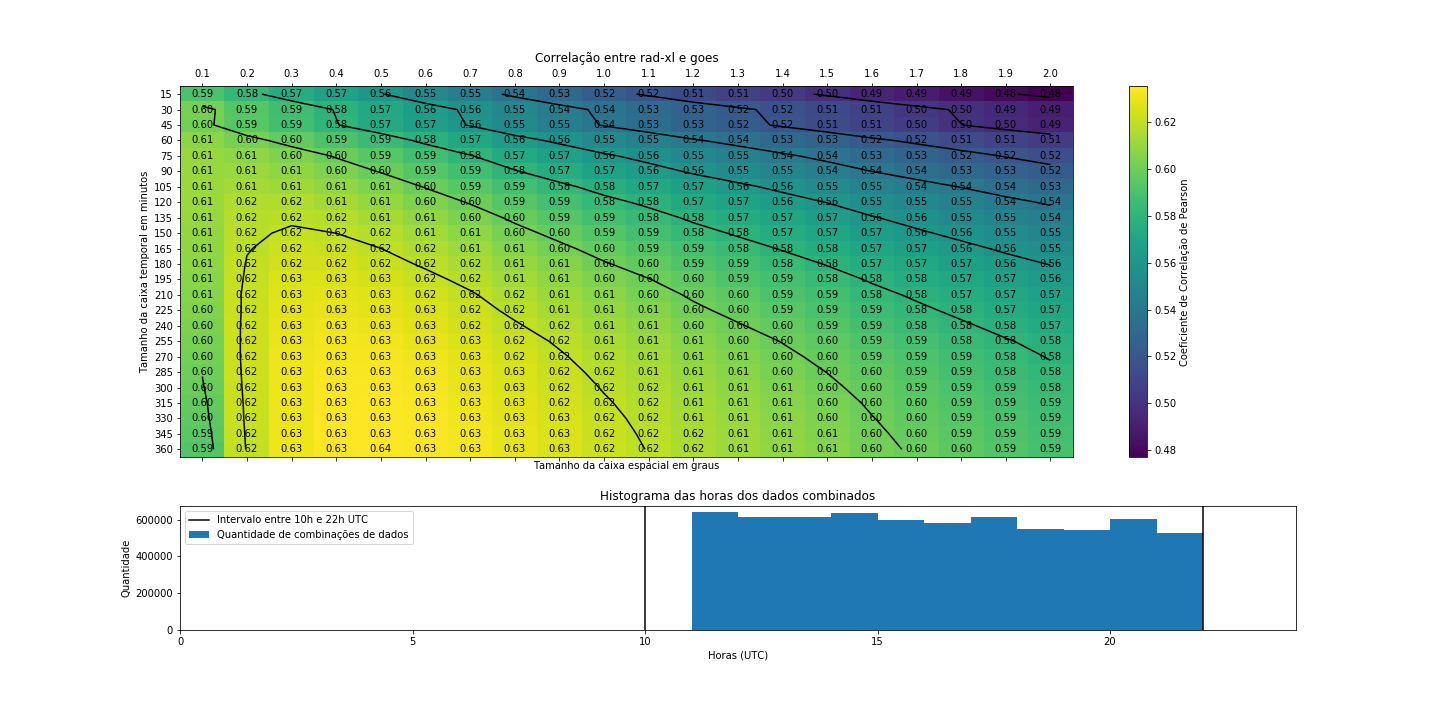 Correlação entre rad-xl e goes
0.1 0.2 0.3 0.4 0.5 0.6 0.7 0.8 0.9 1.0 1.1 1.2 1.3 1.4 1.5 1.6 1.7 1.8 1.9 2.0
15 0.59 0.58 0.57 0.57 0.56 0.55 0.55 0.54 0.53 0.52 0.52 0.51 0.51 0.50 0.50 0.49 0.49 0.49 0.48 0.48
30 0.60 0.59 0.59 0.58 0.57 0.56 0.56 0.55 0.54 0.54 0.53 0.53 0.52 0.52 0.51 0.51 0.50 0.50 0.49 0.49
45 0.60 0.59 0.59 0.58 0.57 0.57 0.56 0.55 0.55 0.54 0.53 0.53 0.52 0.52 0.51 0.51 0.50 0.50 0.50 0.49
60 0.61 0.60 0.60 0.59 0.59 0.58 0.57 0.56 0.56 0.55 0.55 0.54 0.54 0.53 0.53 0.52 0.52 0.51 0.51 0.51
75 0.61 0.61 0.60 0.60 0.59 0.59 0.58 0.57 0.57 0.56 0.56 0.55 0.55 0.54 0.54 0.53 0.53 0.52 0.52 0.52
90 0.61 0.61 0.61 0.60 0.60 0.59 0.59 0.58 0.57 0.57 0.56 0.56 0.55 0.55 0.54 0.54 0.54 0.53 0.53 0.52
105 0.61 0.61 0.61 0.61 0.61 0.60 0.59 0.59 0.58 0.58 0.57 0.57 0.56 0.56 0.55 0.55 0.54 0.54 0.54 0.53
120 0.61 0.62 0.62 0.61 0.61 0.60 0.60 0.59 0.59 0.58 0.58 0.57 0.57 0.56 0.56 0.55 0.55 0.55 0.54 0.54
135 0.61 0.62 0.62 0.62 0.61 0.61 0.60 0.60 0.59 0.59 0.58 0.58 0.57 0.57 0.57 0.56 0.56 0.55 0.55 0.54
150 0.61 0.62 0.62 0.62 0.62 0.61 0.61 0.60 0.60 0.59 0.59 0.58 0.58 0.57 0.57 0.57 0.56 0.56 0.55 0.55
165 0.61 0.62 0.62 0.62 0.62 0.62 0.61 0.61 0.60 0.60 0.59 0.59 0.58 0.58 0.58 0.57 0.57 0.56 0.56 0.55
180 0.61 0.62 0.62 0.62 0.62 0.62 0.61 0.61 0.61 0.60 0.60 0.59 0.59 0.58 0.58 0.57 0.57 0.57 0.56 0.56
195 0.61 0.62 0.63 0.63 0.63 0.62 0.62 0.61 0.61 0.60 0.60 0.60 0.59 0.59 0.58 0.58 0.58 0.57 0.57 0.56
210 0.61 0.62 0.63 0.63 0.63 0.62 0.62 0.62 0.61 0.61 0.60 0.60 0.60 0.59 0.59 0.58 0.58 0.57 0.57 0.57
225 0.60 0.62 0.63 0.63 0.63 0.63 0.62 0.62 0.61 0.61 0.61 0.60 0.60 0.59 0.59 0.59 0.58 0.58 0.57 0.57
240 0.60 0.62 0.63 0.63 0.63 0.63 0.62 0.62 0.62 0.61 0.61 0.60 0.60 0.60 0.59 0.59 0.58 0.58 0.58 0.57
255 0.60 0.62 0.63 0.63 0.63 0.63 0.63 0.62 0.62 0.61 0.61 0.61 0.60 0.60 0.60 0.59 0.59 0.58 0.58 0.58
270 0.60 0.62 0.63 0.63 0.63 0.63 0.63 0.62 0.62 0.62 0.61 0.61 0.61 0.60 0.60 0.59 0.59 0.59 0.58 0.58
285 0.60 0.62 0.63 0.63 0.63 0.63 0.63 0.63 0.62 0.62 0.61 0.61 0.61 0.60 0.60 0.60 0.59 0.59 0.58 0.58
300 0.60 0.62 0.63 0.63 0.63 0.63 0.63 0.63 0.62 0.62 0.62 0.61 0.61 0.61 0.60 0.60 0.59 0.59 0.59 0.58
315 0.60 0.62 0.63 0.63 0.63 0.63 0.63 0.63 0.62 0.62 0.62 0.61 0.61 0.61 0.60 0.60 0.60 0.59 0.59 0.59
330 0.60 0.62 0.63 0.63 0.63 0.63 0.63 0.63 0.63 0.62 0.62 0.61 0.61 0.61 0.60 0.60 0.60 0.59 0.59 0.59
345 0.59 0.62 0.63 0.63 0.63 0.63 0.63 0.63 0.63 0.62 0.62 0.62 0.61 0.61 0.61 0.60 0.60 0.59 0.59 0.59
360 0.59 0.62 0.63 0.63 0.64 0.63 0.63 0.63 0.63 0.62 0.62 0.62 0.61 0.61 0.61 0.60 0.60 0.60 0.59 0.59
Tamanho da caixa temporal em minutos
Tamanho da caixa espacial em graus
0.62
0.60
0.58
0.56
0.54
0.52
0.50
0.48
Coeficiente de Correlação de Pearson
Histograma das horas dos dados combinados
Intervalo entre 10h e 22h UTC
Quantidade de combinações de dados
600000
400000
200000
0
Quantidade
0 5 10 15 20
Horas (UTC)